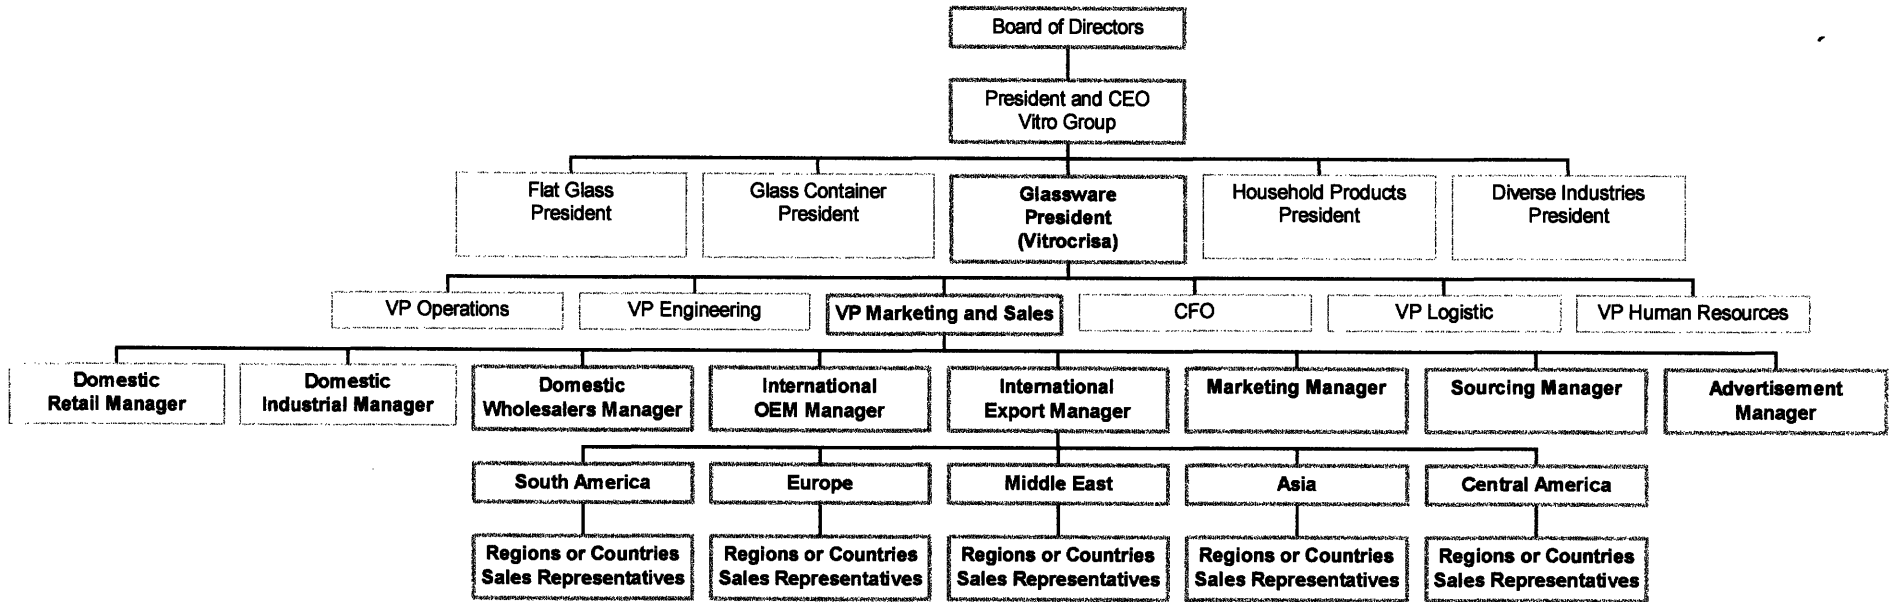 Board of Directors
President and CEO
Vitro Group
Flat Glass
President
Glass Container
President
Glassware
President
(Vitrocrisa)
Household Products
President
Diverse Industries
President
VP Operations
VP Engineering
VP Marketing and Sales
CFO
VP Logistic
VP Human Resources
Domestic
Retail Manager
Domestic
Industrial Manager
Domestic
Wholesalers Manager
International
OEM Manager
International
Export Manager
Marketing Manager
Sourcing Manager
Advertisement
Manager
South America
Europe
Middle East
Asia
Central America
Regions or Countries
Sales Representatives
Regions or Countries
Sales Representatives
Regions or Countries
Sales Representatives
Regions or Countries
Sales Representatives
Regions or Countries
Sales Representatives